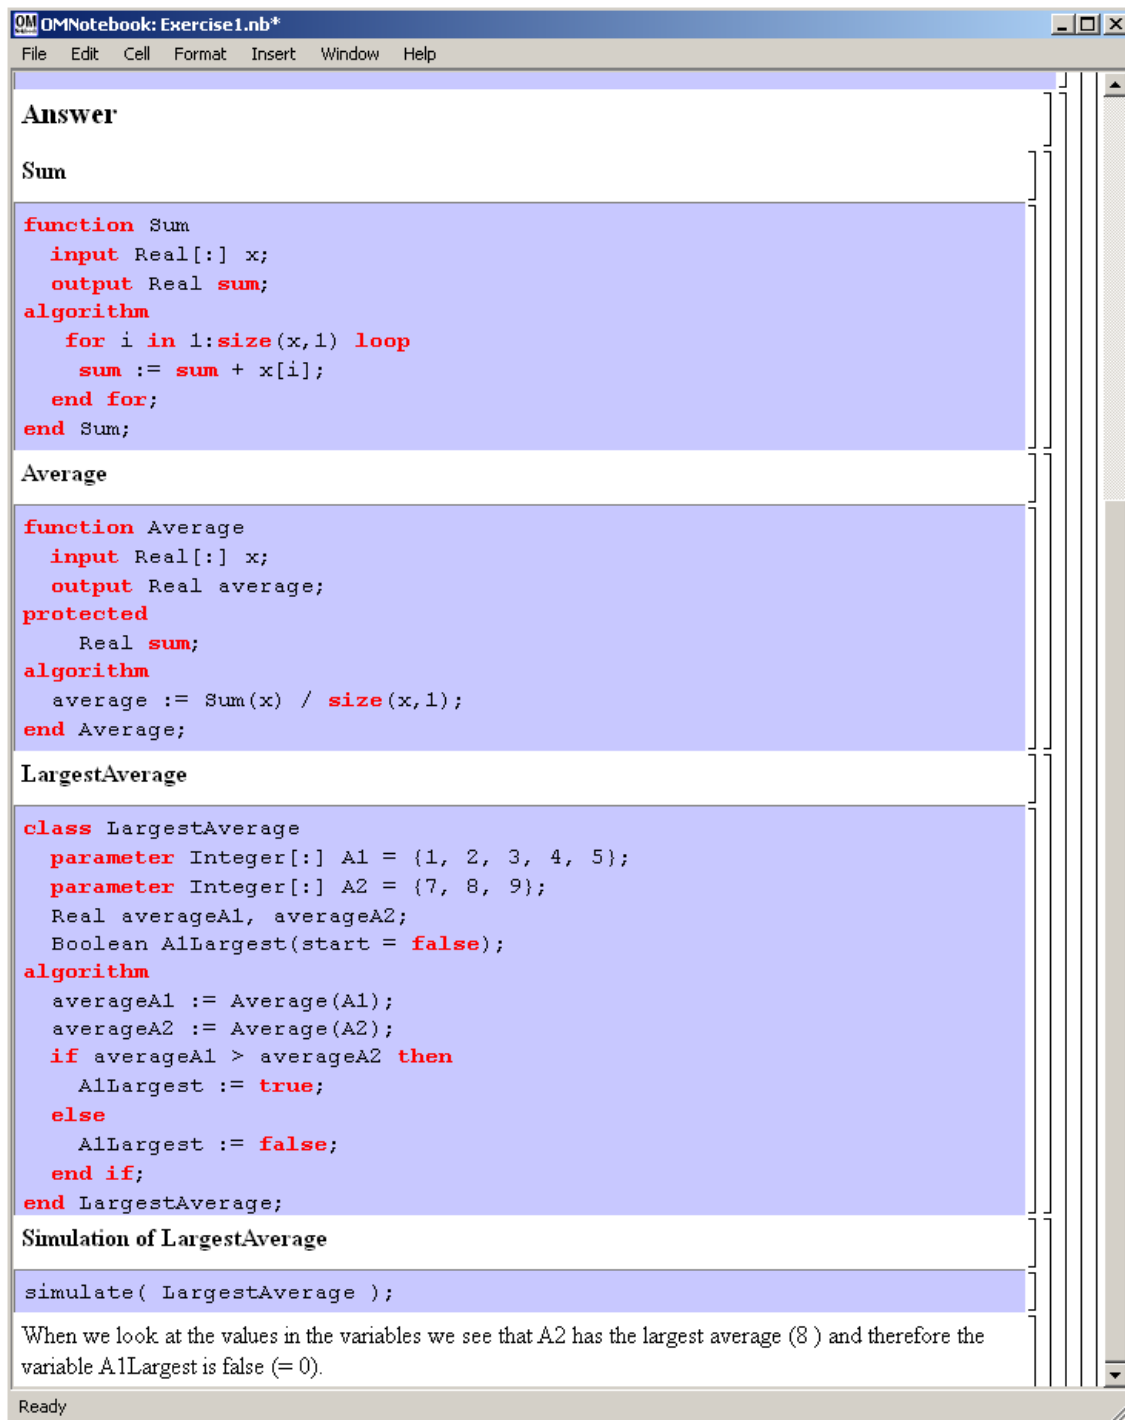 OMNotebook: Exercise1.nb*
File Edit Cell Format Insert Window Help
Answer
Sum
function Sum
  input Real[:] x;
  output Real sum;
algorithm
   for i in 1:size(x,1) loop
    sum := sum + x[i];
  end for;
end Sum;
Average
function Average
  input Real[:] x;
  output Real average;
protected
    Real sum;
algorithm
  average := Sum(x) / size(x,1);
end Average;
LargestAverage
class LargestAverage
  parameter Integer[:] A1 = {1, 2, 3, 4, 5};
  parameter Integer[:] A2 = {7, 8, 9};
  Real averageA1, averageA2;
  Boolean A1Largest(start = false);
algorithm
  averageA1 := Average(A1);
  averageA2 := Average(A2);
  if averageA1 > averageA2 then
    A1Largest := true;
  else
    A1Largest := false;
  end if;
end LargestAverage;
Simulation of LargestAverage
simulate( LargestAverage );
When we look at the values in the variables we see that A2 has the largest average (8 ) and therefore the
variable A1Largest is false (= 0).
Ready